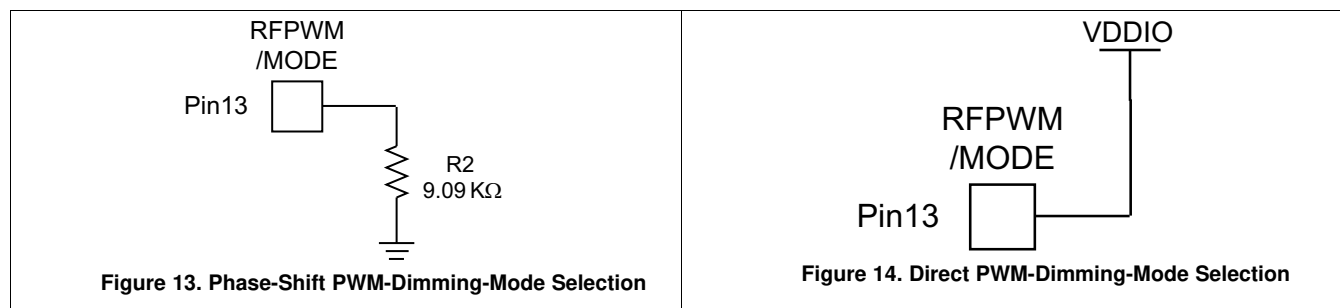 RFPWM
/MODE
Pin13
R2
9.09 KΩ
Figure 13. Phase-Shift PWM-Dimming-Mode Selection
VDDIO
RFPWM
/MODE
Pin13
Figure 14. Direct PWM-Dimming-Mode Selection